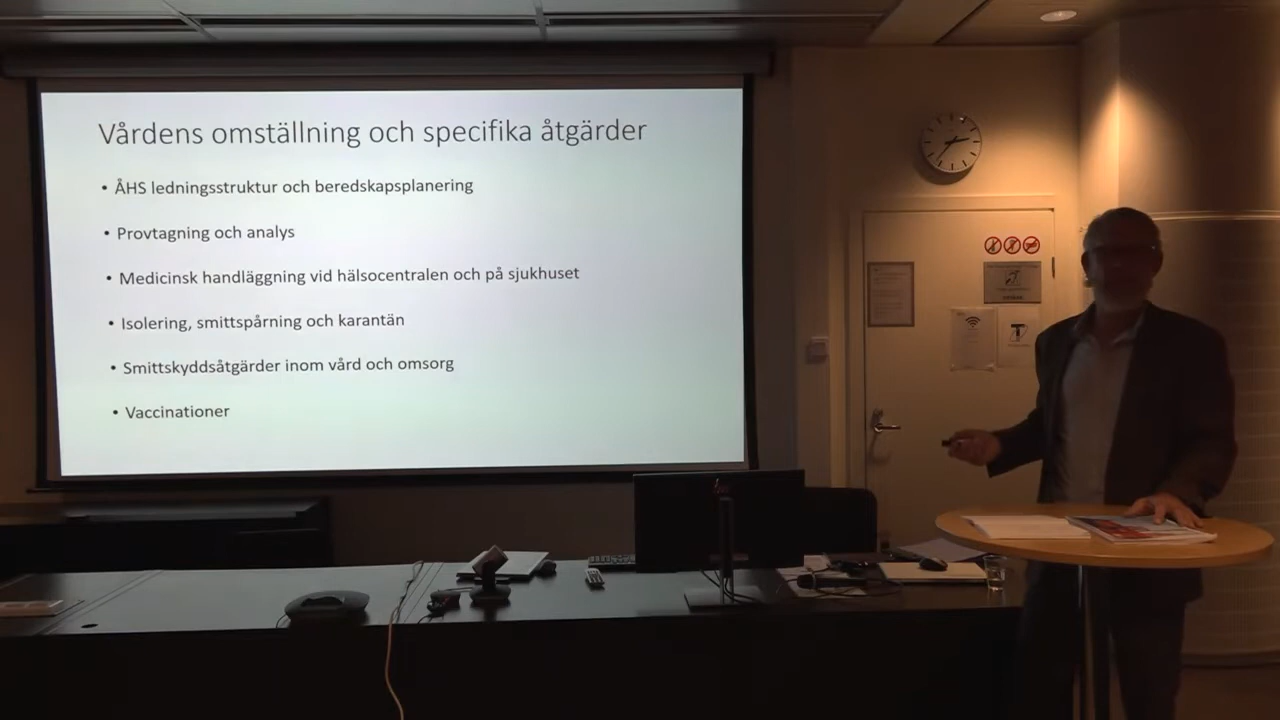 Vårdens omställning och specifika åtgärder
• ÅHS ledningsstruktur och beredskapsplanering
• Provtagning och analys
• Medicinsk handläggning vid hälsocentralen och på sjukhuset
• Isolering, smittspårning och karantän
• Smittskyddsåtgärder inom vård och omsorg
• Vaccinationer
T